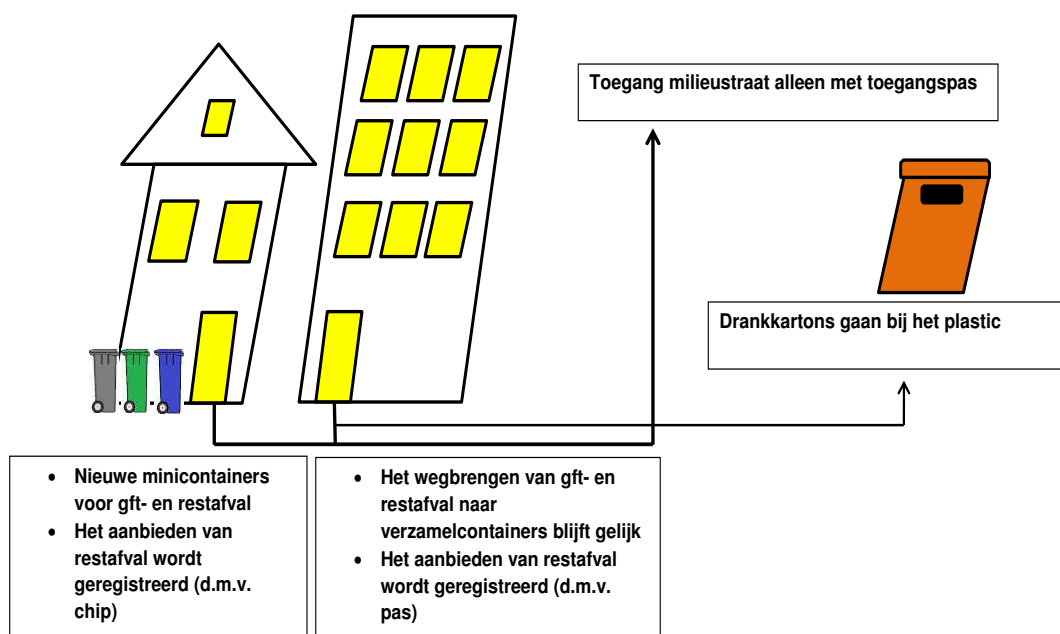 Toegang milieustraat alleen met toegangspas
Drankkartons gaan bij het plastic
• Nieuwe minicontainers
voor gft- en restafval
• Het aanbieden van
restafval wordt
geregistreerd (d.m.v.
chip)
• Het wegbrengen van gft- en
restafval naar
verzamelcontainers blijft gelijk
• Het aanbieden van restafval
wordt geregistreerd (d.m.v.
pas)